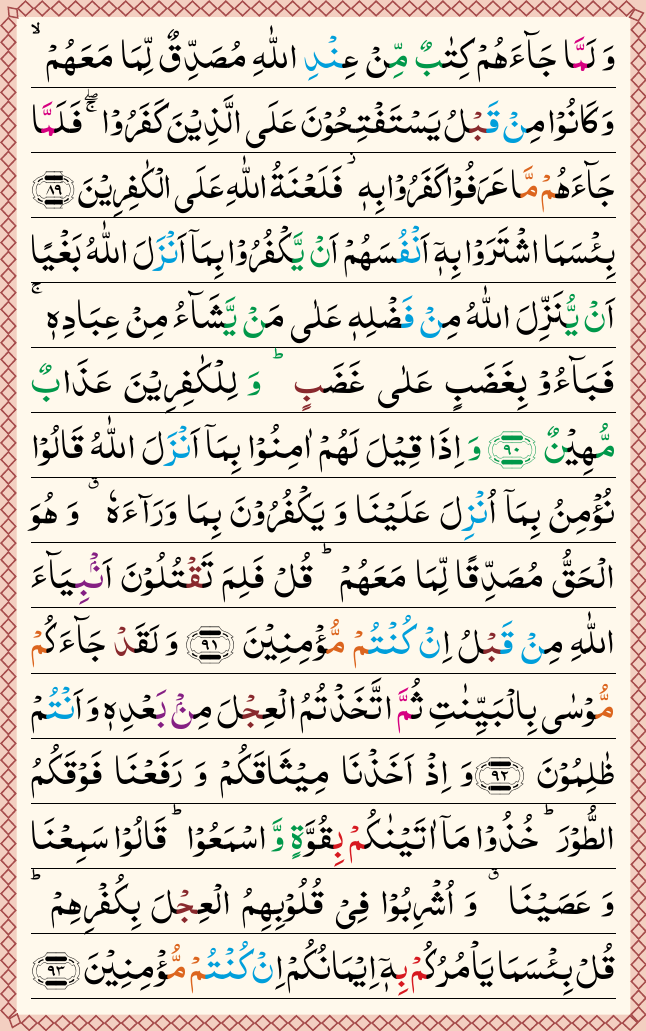 وَلَمَّا جَآءَهُمْ كِتٰبٌ مِّنْ عِنْدِ اللّٰهِ مُصَدِّقٌ لِّمَا مَعَهُمْ ۙ
وَكَانُوْا مِنْ قَبْلُ يَسْتَفْتِحُوْنَ عَلَى الَّذِيْنَ كَفَرُوْا ۖۚ فَلَمَّا
جَآءَهُمْ مَّا عَرَفُوْا كَفَرُوْا بِهٖ ۫ فَلَعْنَةُ اللّٰهِ عَلَى الْكٰفِرِيْنَ ﴿۸۹﴾
بِئْسَمَا اشْتَرَوْا بِهٖٓ اَنْفُسَهُمْ اَنْ يَّكْفُرُوْا بِمَآ اَنْزَلَ اللّٰهُ بَغْيًا
اَنْ يُّنَزِّلَ اللّٰهُ مِنْ فَضْلِهٖ عَلٰى مَنْ يَّشَآءُ مِنْ عِبَادِهٖ ۚ
فَبَآءُوْ بِغَضَبٍ عَلٰى غَضَبٍ ؕ وَ لِلْكٰفِرِيْنَ عَذَابٌ
مُّهِيْنٌ ﴿۹۰﴾ وَ اِذَا قِيْلَ لَهُمْ اٰمِنُوْا بِمَآ اَنْزَلَ اللّٰهُ قَالُوْا
نُؤْمِنُ بِمَآ اُنْزِلَ عَلَيْنَا وَ يَكْفُرُوْنَ بِمَا وَرَآءَهٗ ۗ وَ هُوَ
الْحَقُّ مُصَدِّقًا لِّمَا مَعَهُمْ ؕ قُلْ فَلِمَ تَقْتُلُوْنَ اَنْۢبِيَآءَ
اللّٰهِ مِنْ قَبْلُ اِنْ كُنْتُمْ مُّؤْمِنِيْنَ ﴿۹۱﴾ وَ لَقَدْ جَآءَكُمْ
مُّوْسٰى بِالْبَيِّنٰتِ ثُمَّ اتَّخَذْتُمُ الْعِجْلَ مِنْۢ بَعْدِهٖ وَ اَنْتُمْ
ظٰلِمُوْنَ ﴿۹۲﴾ وَ اِذْ اَخَذْنَا مِيْثَاقَكُمْ وَ رَفَعْنَا فَوْقَكُمُ
الطُّوْرَ ؕ خُذُوْا مَآ اٰتَيْنٰكُمْ بِقُوَّةٍ وَّ اسْمَعُوْا ؕ قَالُوْا سَمِعْنَا
وَ عَصَيْنَا ۗ وَ اُشْرِبُوْا فِیْ قُلُوْبِهِمُ الْعِجْلَ بِكُفْرِهِمْ ؕ
قُلْ بِئْسَمَا يَاْمُرُكُمْ بِهٖٓ اِيْمَانُكُمْ اِنْ كُنْتُمْ مُّؤْمِنِيْنَ ﴿۹۳﴾